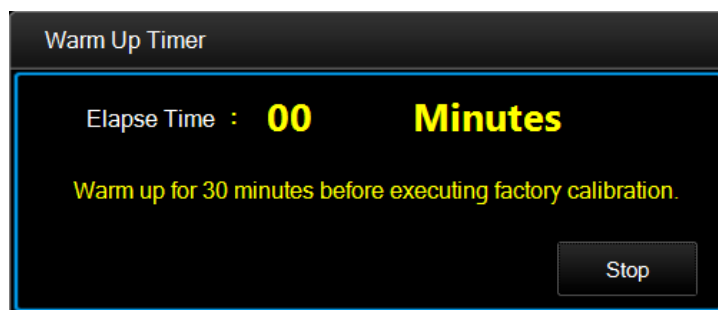 Warm Up Timer
Elapse Time : 00 Minutes
Warm up for 30 minutes before executing factory calibration.
Stop